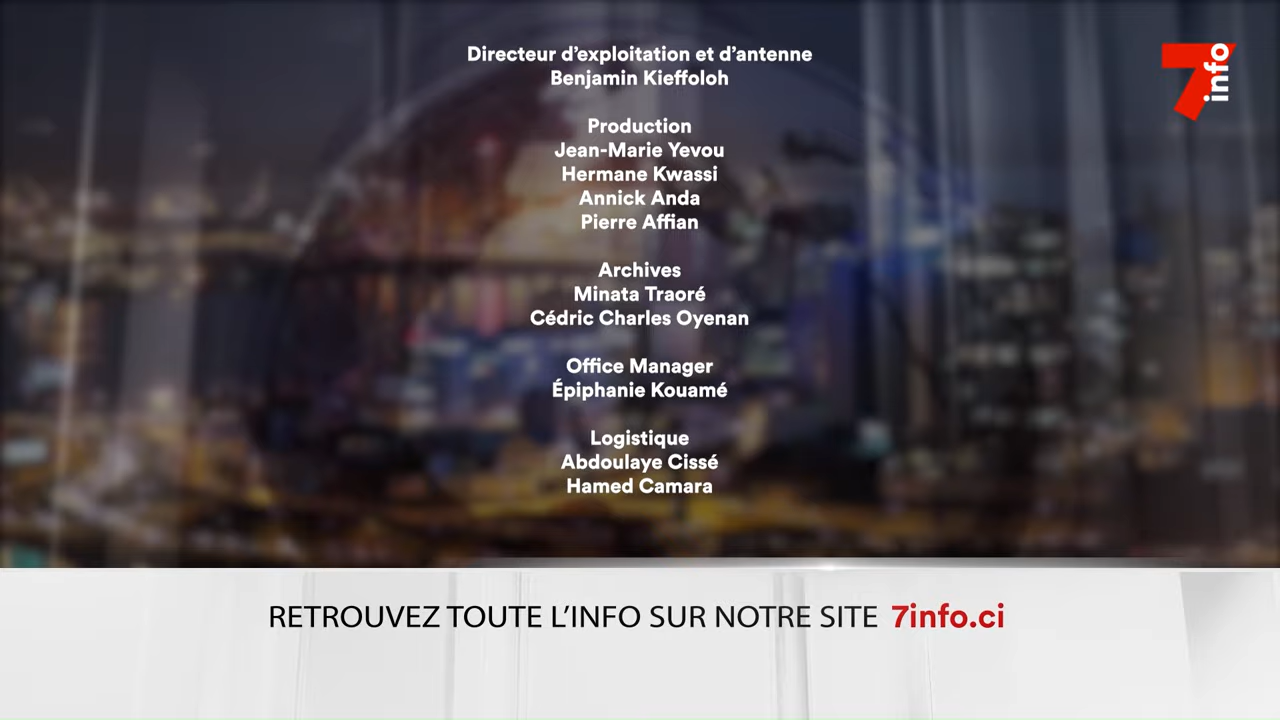 Directeur d'exploitation et d'antenne
Benjamin Kieffoloh
Production
Jean-Marie Yevou
Hermane Kwassi
Annick Anda
Pierre Affian
Archives
Minata Traoré
Cédric Charles Oyenan
Office Manager
Épiphanie Kouamé
Logistique
Abdoulaye Cissé
Hamed Camara
7info
RETROUVEZ TOUTE L'INFO SUR NOTRE SITE 7info.ci